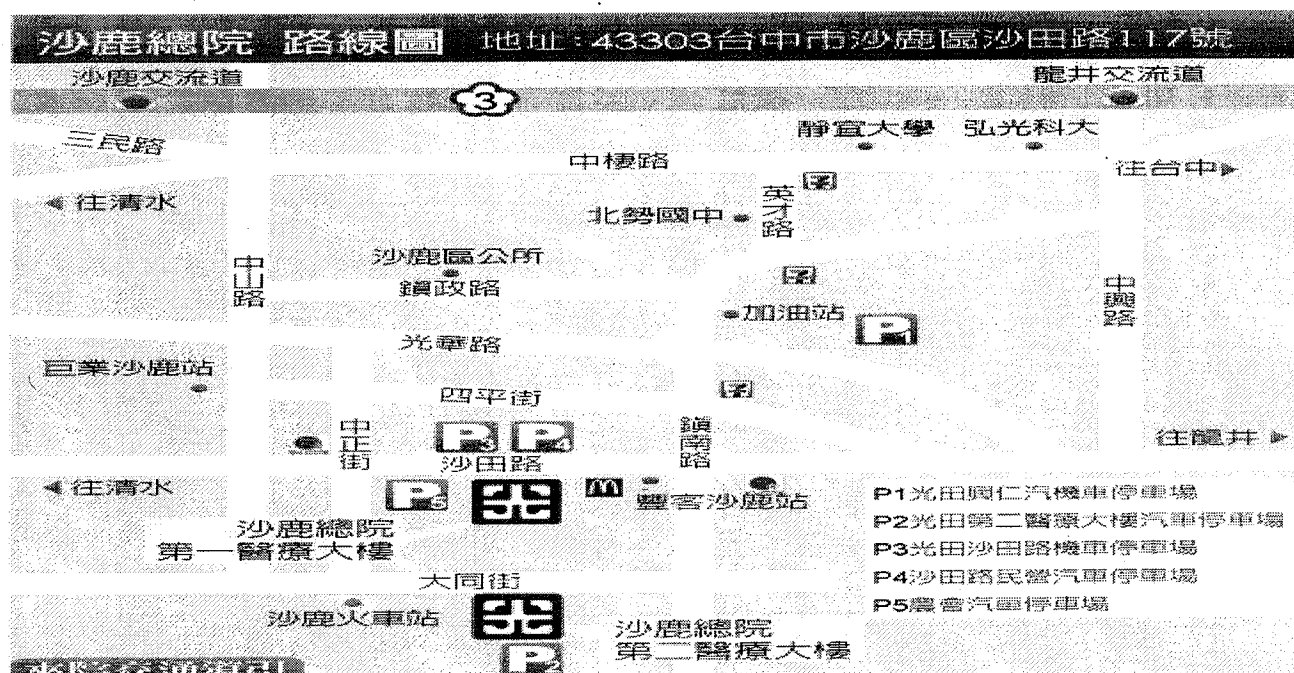 沙鹿總院 路線圖 地址:43303台中市沙鹿區沙田路117號
沙鹿交流道
龍井交流道
3
三民路
靜宜大學
弘光科大
中棲路
往台中
往清水
英才路
北勢國中
沙鹿區公所
中山路
鎮政路
中興路
加油站
P1
光華路
巨業沙鹿站
四平街
中正街
P3
P4
鎮南路
往龍井
沙田路
往清水
P5
豐客沙鹿站
P1光田興仁汽機車停車場
P2光田第二醫療大樓汽車停車場
P3光田沙田路機車停車場
P4沙田路民營汽車停車場
P5農會汽車停車場
沙鹿總院
第一醫療大樓
大同街
沙鹿火車站
沙鹿總院
第二醫療大樓
P2